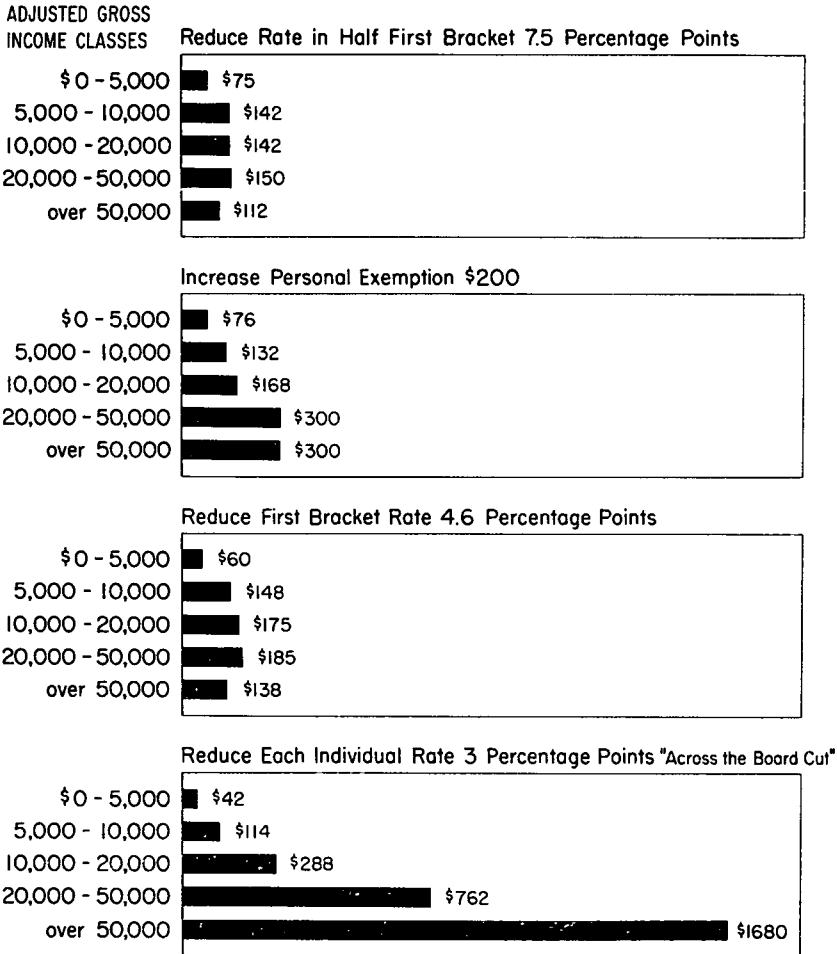 ADJUSTED GROSS
INCOME CLASSES
Reduce Rate in Half First Bracket 7.5 Percentage Points
$0-5,000 $75
5,000-10,000 $142
10,000-20,000 $142
20,000-50,000 $150
over 50,000 $112
Increase Personal Exemption $200
$0-5,000 $76
5,000-10,000 $132
10,000-20,000 $168
20,000-50,000 $300
over 50,000 $300
Reduce First Bracket Rate 4.6 Percentage Points
$0-5,000 $60
5,000-10,000 $148
10,000-20,000 $175
20,000-50,000 $185
over 50,000 $138
Reduce Each Individual Rate 3 Percentage Points "Across the Board Cut"
$0-5,000 $42
5,000-10,000 $114
10,000-20,000 $288
20,000-50,000 $762
over 50,000 $1680